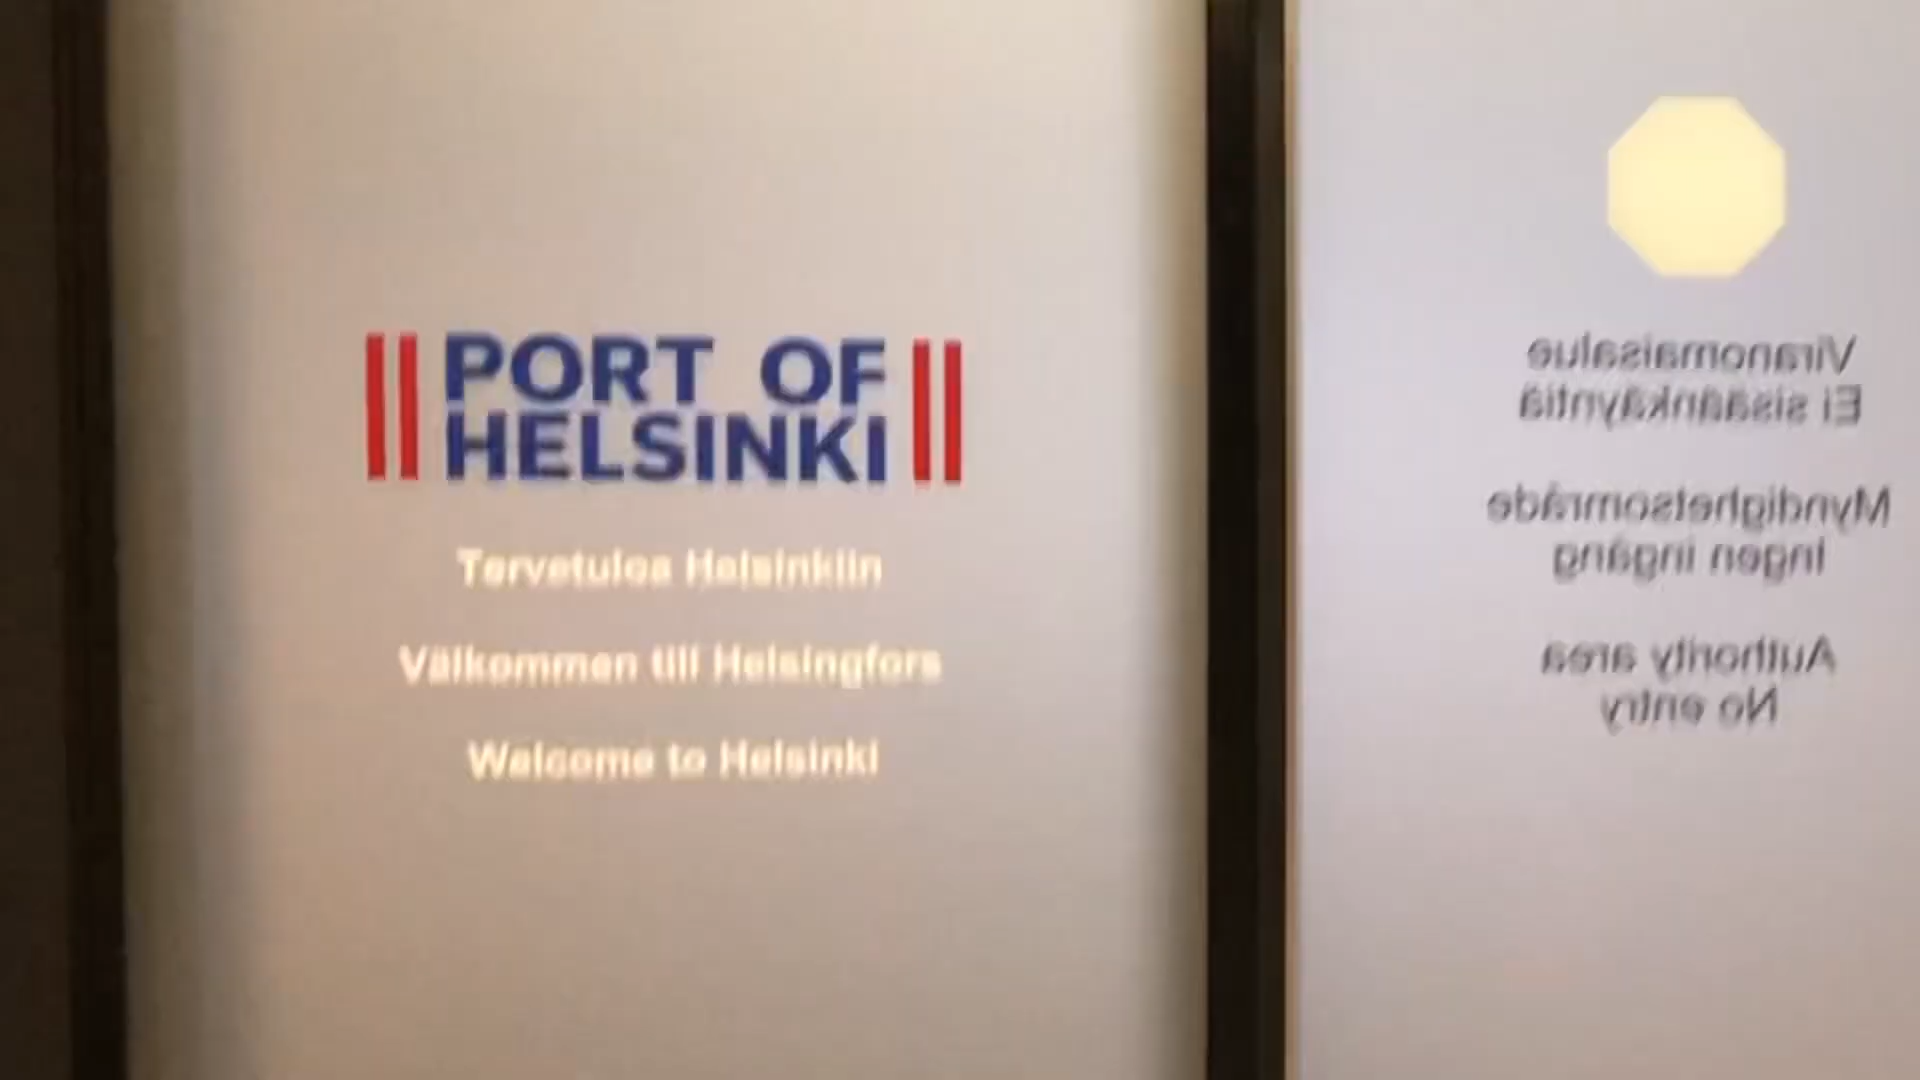 PORT OF
HELSINKI
Tervetuloa Helsinkiin
Välkommen till Helsingfors
Welcome to Helsinki
Viranomaisalue
Ei sisäänkäyntiä
Myndighetsområde
Ingen ingång
Authority area
No entry